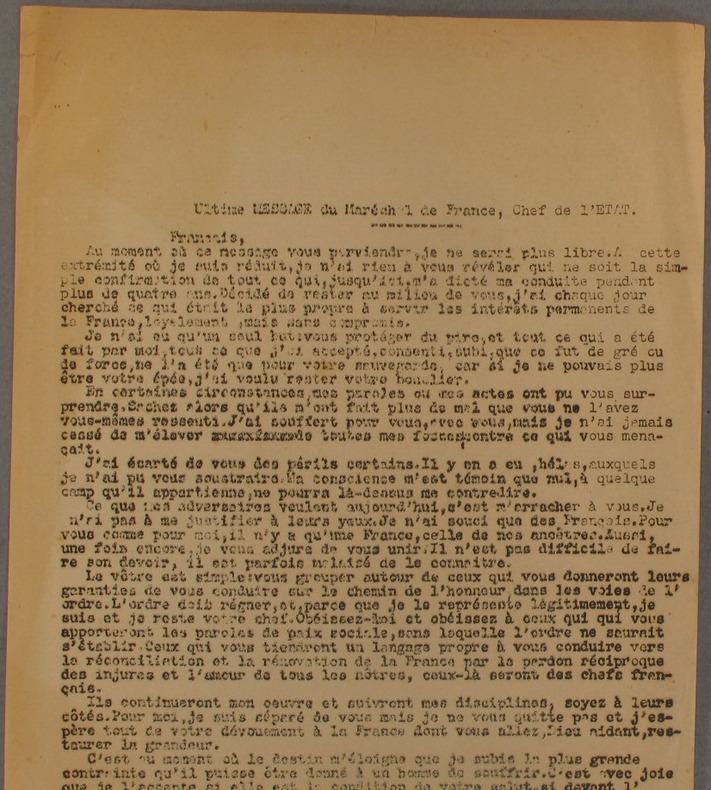 Ultime MESSAGE du Maréchal de France, Chef de l'ETAT.
Français,
Au moment où ce message vous parviendra,je ne serai plus libre.A cette
extrémité où je suis réduit,je n'ai rien à vous révéler qui ne soit la sim-
ple confirmation de tout ce qui,jusqu'ici,m'a dicté ma conduite pendant
plus de quatre ans.Décidé de rester au milieu de vous,j'ai chaque jour
cherché ce qui était le plus propre à servir les intérêts permanents de
la France,loyalement ,mais sans compromis.
Je n'ai eu qu'un seul but:vous protéger du pire,et tout ce qui a été
fait par moi,tous ce que j'ai accepté,consenti,subi,que ce fut de gré ou
de force,ne l'a été que pour votre sauvegarde, car si je ne pouvais plus
être votre épée,j'ai voulu rester votre bouclier.
En certaines circonstances,mes paroles ou mes actes ont pu vous sur-
prendre.Sachez alors qu'ils m'ont fait plus de mal que vous ne l'avez
vous-mêmes ressenti.J'ai souffert pour vous,avec vous,mais je n'ai jamais
cessé de m'élever de toutes mes forces contre ce qui vous mena-
çait.
J'ai écarté de vous des périls certains.Il y en a eu ,hélas,auxquels
je n'ai pu vous soustraire.Ma conscience m'est témoin que nul,à quelque
camp qu'il appartienne,ne pourra là-dessus me contredire.
Ce que nos adversaires veulent aujourd'hui,c'est m'arracher à vous.Je
n'ai pas à me justifier à leurs yeux.Je n'ai souci que des Français.Pour
vous comme pour moi,il n'y a qu'une France,celle de nos ancêtres.Aussi,
une fois encore,je vous adjure de vous unir.Il n'est pas difficile de fai-
re son devoir, il est parfois malaisé de le connaître.
Le vôtre est simple:vous grouper autour de ceux qui vous donneront leurs
garanties de vous conduire sur le chemin de l'honneur dans les voies de l'
ordre.L'ordre doit régner,et,parce que je le représente légitimement,je
suis et je reste votre chef.Obéissez-moi et obéissez à ceux qui qui vous
apporteront les paroles de paix sociale,sans laquelle l'ordre ne saurait
s'établir.Ceux qui vous tiendront un langage propre à vous conduire vers
la réconciliation et la rénovation de la France par le pardon réciproque
des injures et l'amour de tous les nôtres, ceux-là seront des chefs fran-
çais.
Ils continueront mon oeuvre et suivront mes disciplines, soyez à leurs
côtés.Pour moi,je suis séparé de vous mais je ne vous quitte pas et j'es-
père tout de votre dévouement à la France dont vous allez,Dieu aidant,res-
taurer la grandeur.
C'est au moment où le destin m'éloigne que je subis la plus grande
contrainte qu'il puisse être donné à un homme de souffrir.C'est avec joie
que je l'accepte si elle est la condition de votre salut,si devant l'